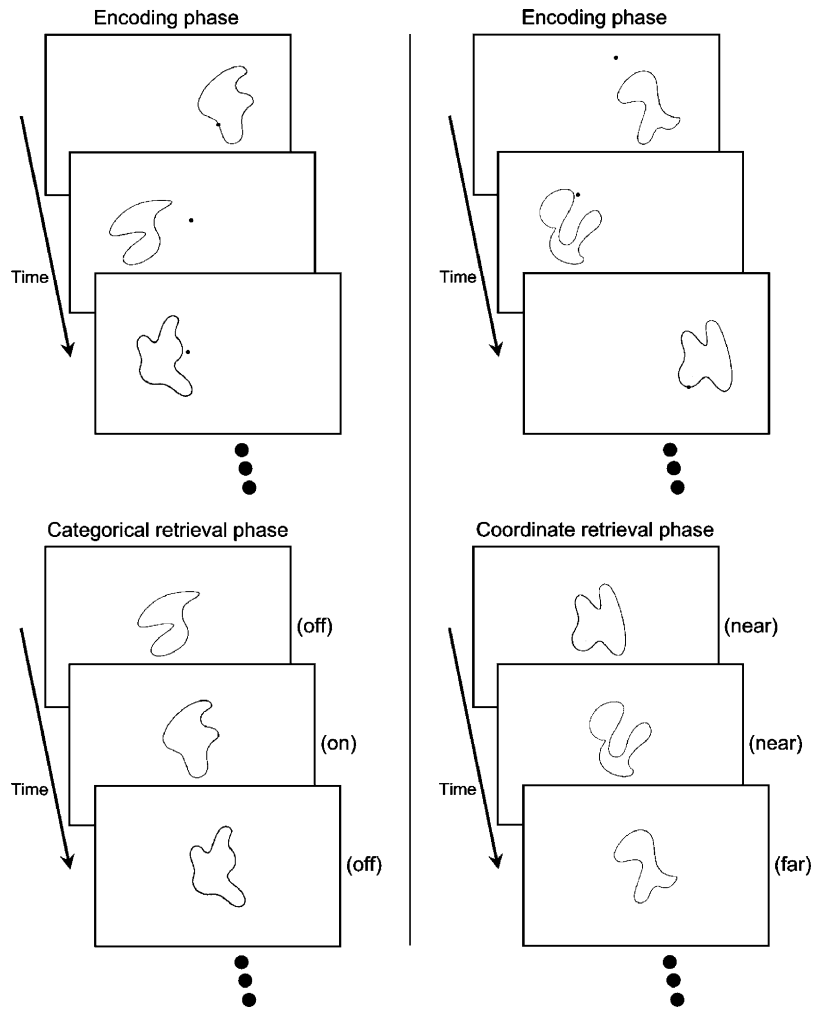 Encoding phase
Time
Categorical retrieval phase
(off)
(on)
Time
(off)
Encoding phase
Time
Coordinate retrieval phase
(near)
(near)
Time
(far)